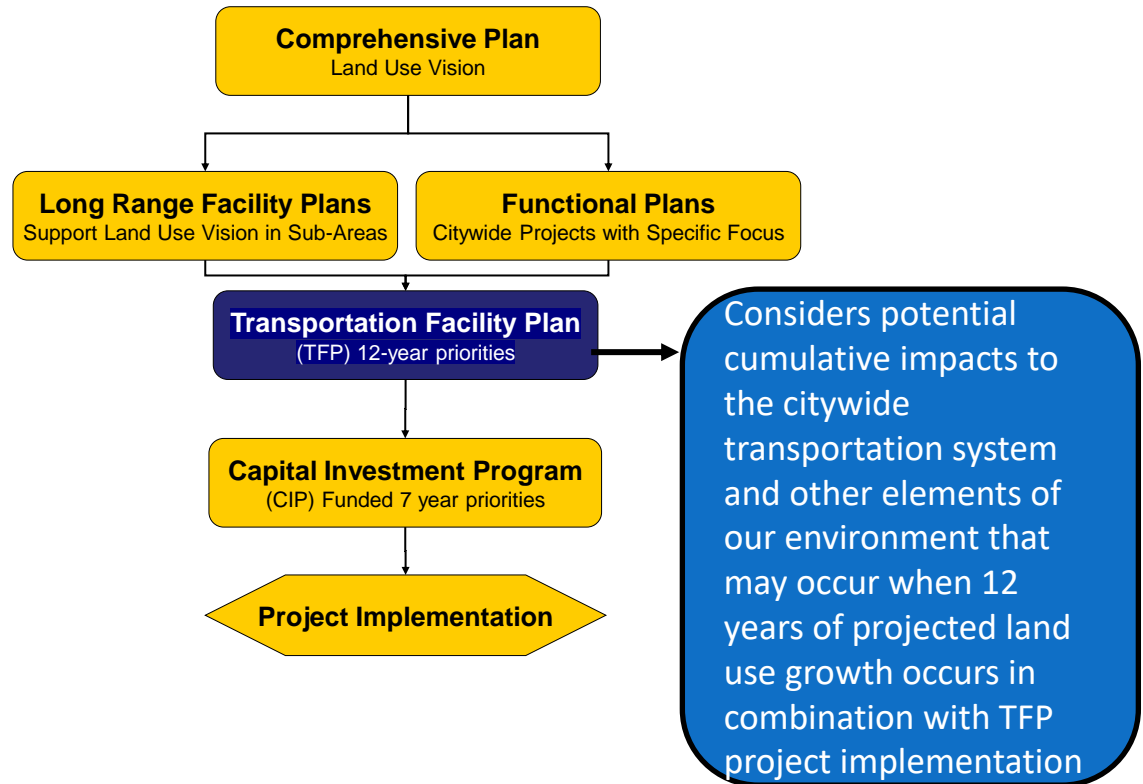 Comprehensive Plan
Land Use Vision
Long Range Facility Plans
Support Land Use Vision in Sub-Areas
Functional Plans
Citywide Projects with Specific Focus
Transportation Facility Plan
(TFP) 12-year priorities
Considers potential
cumulative impacts to
the citywide
transportation system
and other elements of
our environment that
may occur when 12
years of projected land
use growth occurs in
combination with TFP
project implementation
Capital Investment Program
(CIP) Funded 7 year priorities
Project Implementation